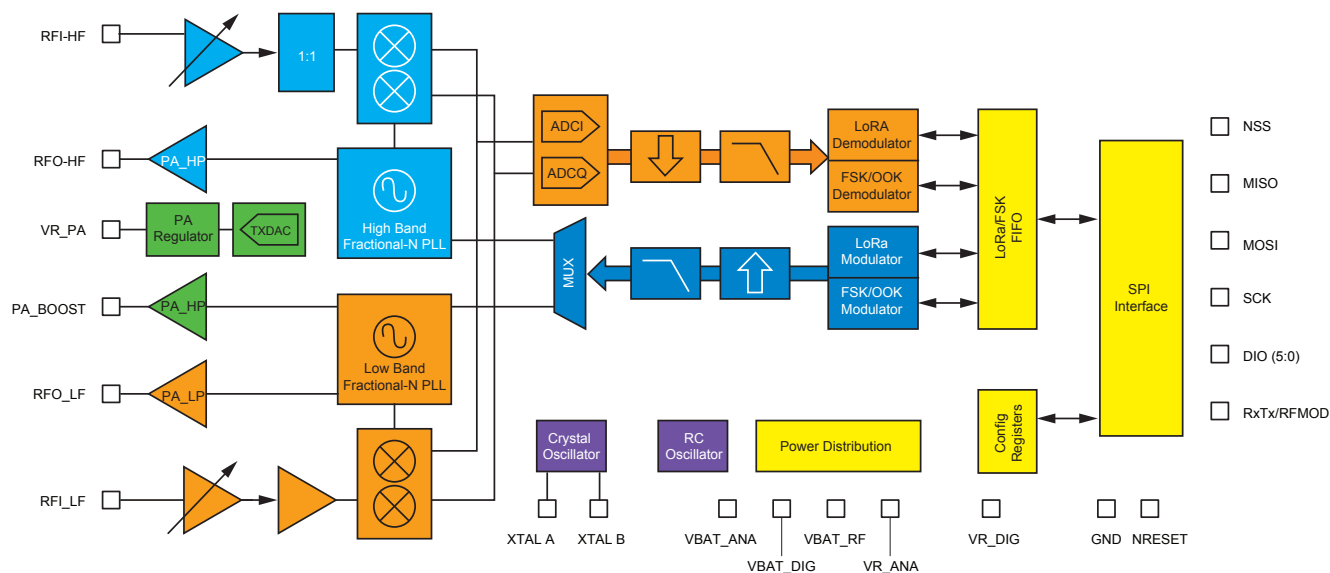 RFI-HF
1:1
RFO-HF
PA_HP
VR_PA
PA
Regulator
TXDAC
High Band
Fractional-N PLL
PA_BOOST
PA_HP
RFO_LF
PA_LP
Low Band
Fractional-N PLL
RFI_LF
ADCI
ADCQ
MUX
LoRA
Demodulator
FSK/OOK
Demodulator
LoRa
Modulator
FSK/OOK
Modulator
LoRa/FSK
FIFO
SPI
Interface
Config
Registers
NSS
MISO
MOSI
SCK
DIO (5:0)
RxTx/RFMOD
Crystal
Oscillator
RC
Oscillator
Power Distribution
XTAL A
XTAL B
VBAT_ANA
VBAT_DIG
VBAT_RF
VR_ANA
VR_DIG
GND
NRESET